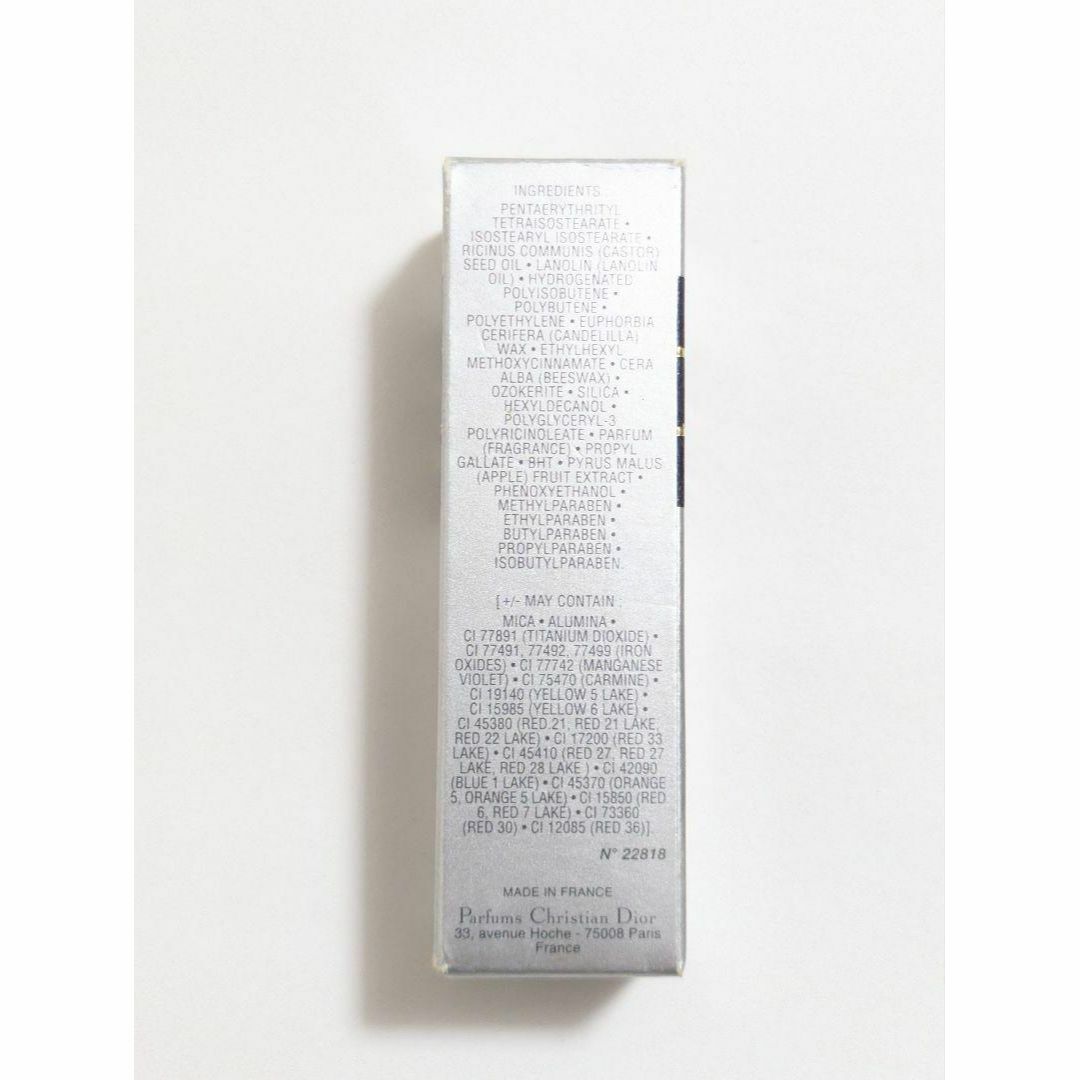 INGREDIENTS :
PENTAERYTHRITYL
TETRAISOSTEARATE •
ISOSTEARYL ISOSTEARATE •
RICINUS COMMUNIS (CASTOR)
SEED OIL • LANOLIN (LANOLIN
OIL) • HYDROGENATED
POLYISOBUTENE •
POLYBUTENE •
POLYETHYLENE • EUPHORBIA
CERIFERA (CANDELILLA)
WAX • ETHYLHEXYL
METHOXYCINNAMATE • CERA
ALBA (BEESWAX) •
OZOKERITE • SILICA •
HEXYLDECANOL •
POLYGLYCERYL-3
POLYRICINOLEATE • PARFUM
(FRAGRANCE) • PROPYL
GALLATE • BHT • PYRUS MALUS
(APPLE) FRUIT EXTRACT •
PHENOXYETHANOL •
METHYLPARABEN •
ETHYLPARABEN •
BUTYLPARABEN •
PROPYLPARABEN •
ISOBUTYLPARABEN.
[ +/- MAY CONTAIN :
MICA • ALUMINA •
CI 77891 (TITANIUM DIOXIDE) •
CI 77491, 77492, 77499 (IRON
OXIDES) • CI 77742 (MANGANESE
VIOLET) • CI 75470 (CARMINE) •
CI 19140 (YELLOW 5 LAKE) •
CI 15985 (YELLOW 6 LAKE) •
CI 45380 (RED 21, RED 21 LAKE,
RED 22 LAKE) • CI 17200 (RED 33
LAKE) • CI 45410 (RED 27, RED 27
LAKE, RED 28 LAKE ) • CI 42090
(BLUE 1 LAKE) • CI 45370 (ORANGE
5, ORANGE 5 LAKE) • CI 15850 (RED
6, RED 7 LAKE) • CI 73360
(RED 30) • CI 12085 (RED 36)].
N° 22818
MADE IN FRANCE
Parfums Christian Dior
33, avenue Hoche - 75008 Paris
France